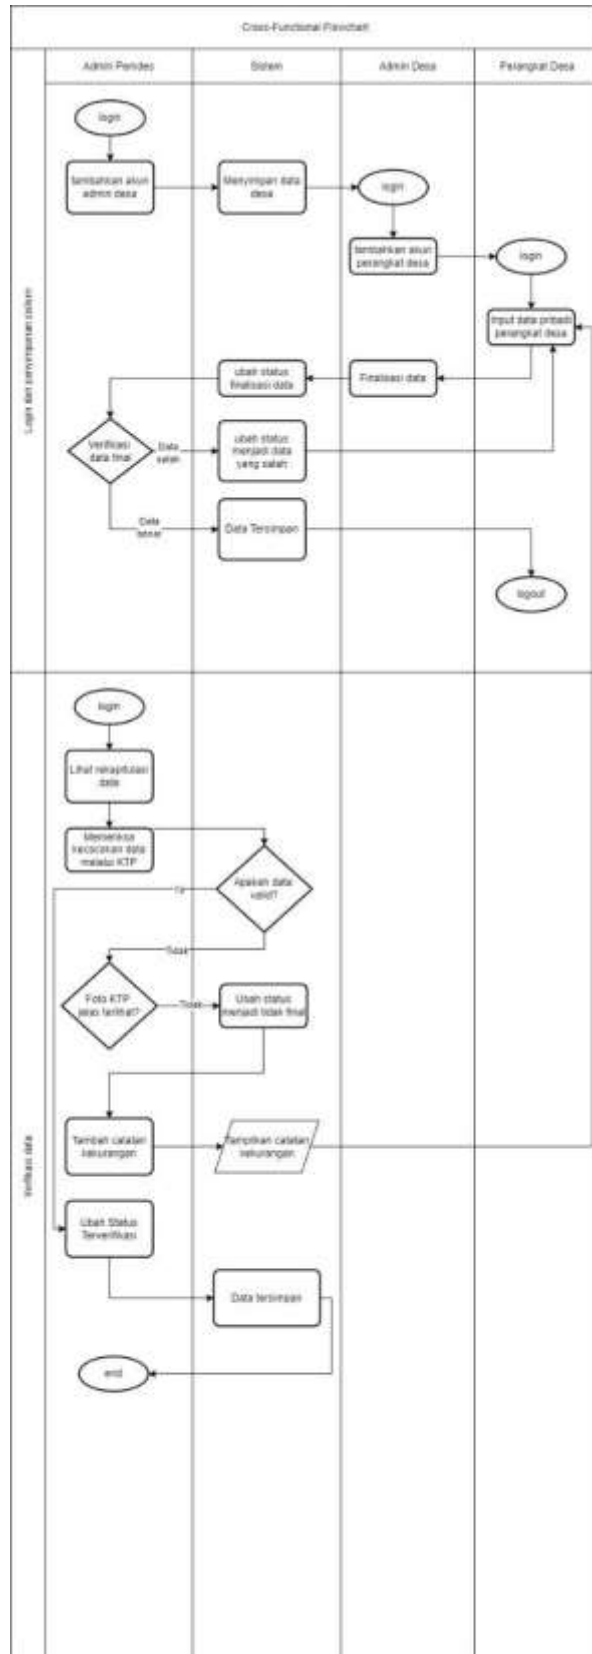 Cross-Functional Flowchart
Admin Pemdes
Sistem
Admin Desa
Perangkat Desa
Login dan penyimpanan sistem
login
tambahkan akun
admin desa
Menyimpan data
desa
login
tambahkan akun
perangkat desa
login
Input data pribadi
perangkat desa
Finalisasi data
ubah status
finalisasi data
Verifikasi
data final
Data
salah
ubah status
menjadi data
yang salah
Data
benar
Data Tersimpan
logout
Verifikasi data
login
Lihat rekapitulasi
data
Memeriksa
kecocokan data
melalui KTP
Apakah data
valid?
Ya
Tidak
Foto KTP
jelas terlihat?
Tidak
Ubah status
menjadi tidak final
Tambah catatan
kekurangan
Tampilkan catatan
kekurangan
Ubah Status
Terverifikasi
Data tersimpan
end